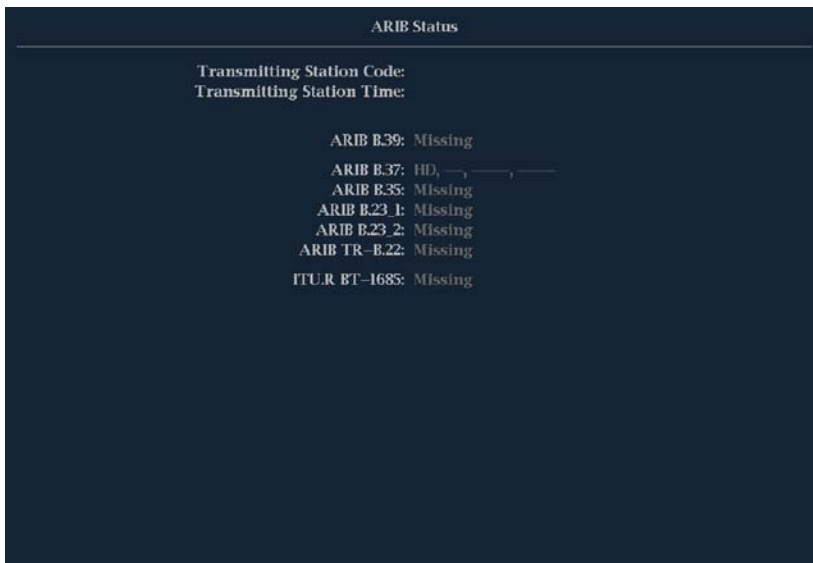 ARIB Status
Transmitting Station Code:
Transmitting Station Time:
ARIB B.39: Missing
ARIB B.37: HD, —, ——, ——
ARIB B.35: Missing
ARIB B.23_1: Missing
ARIB B.23_2: Missing
ARIB TR-B.22: Missing
ITU.R BT-1685: Missing